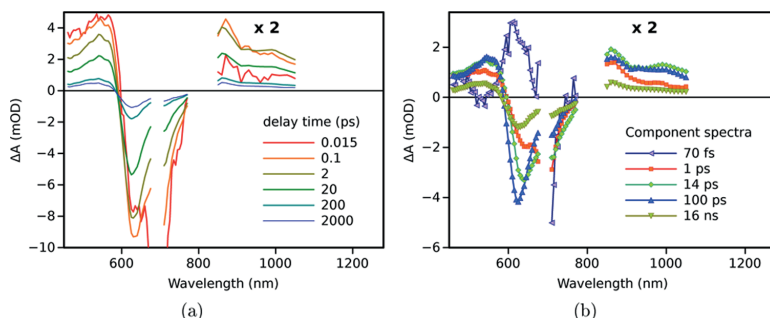 x 2
4
2
0
-2
-4
-6
-8
-10
ΔA (mOD)
delay time (ps)
0.015
0.1
2
20
200
2000
600
800
1000
1200
Wavelength (nm)
(a)
x 2
2
0
-2
-4
-6
ΔA (mOD)
Component spectra
70 fs
1 ps
14 ps
100 ps
16 ns
600
800
1000
1200
Wavelength (nm)
(b)